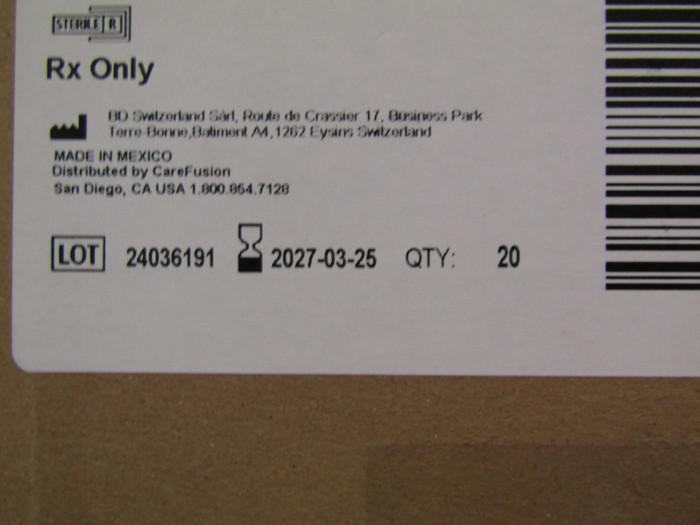 STERILE R
Rx Only
BD Switzerland Sàrl, Route de Crassier 17, Business Park
Terre-Bonne,Batiment A4,1262 Eysins Switzerland
MADE IN MEXICO
Distributed by CareFusion
San Diego, CA USA 1.800.854.7128
LOT 24036191 2027-03-25 QTY: 20